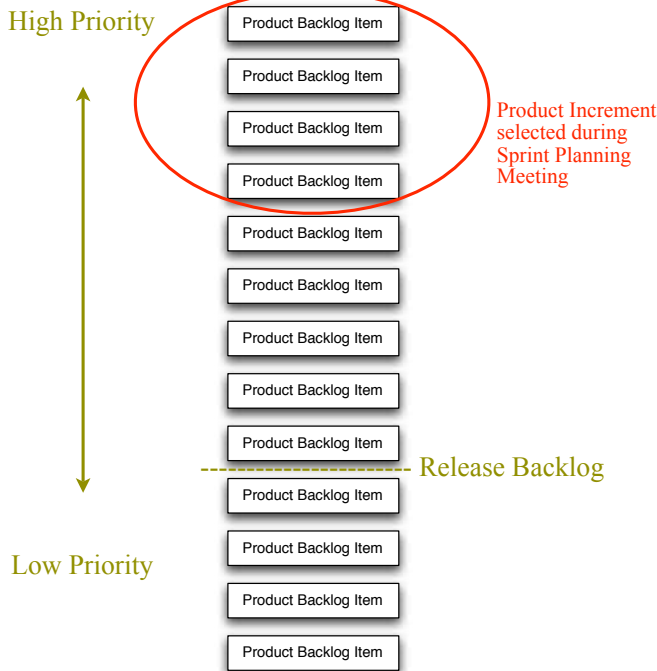 High Priority
Product Backlog Item
Product Backlog Item
Product Backlog Item
Product Backlog Item
Product Increment
selected during
Sprint Planning
Meeting
Product Backlog Item
Product Backlog Item
Product Backlog Item
Product Backlog Item
Product Backlog Item
Release Backlog
Product Backlog Item
Low Priority
Product Backlog Item
Product Backlog Item
Product Backlog Item